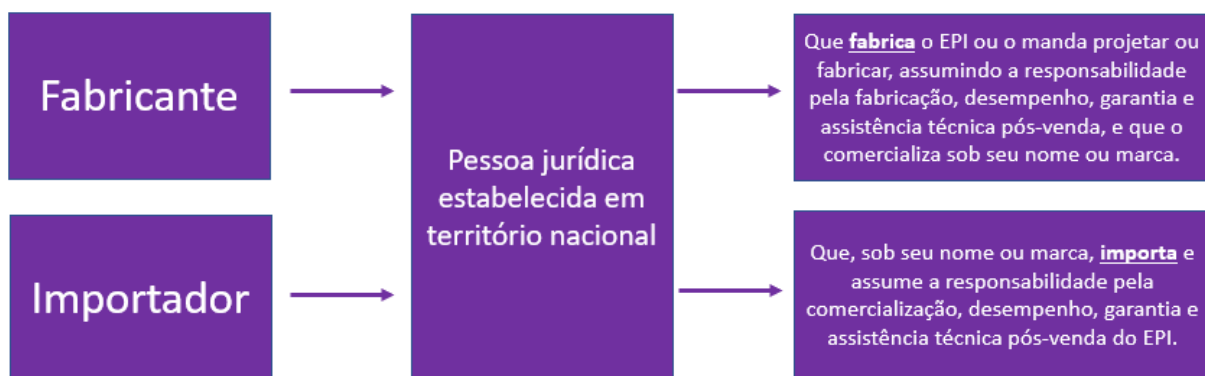 Fabricante
Importador
Pessoa jurídica
estabelecida em
território nacional
Que fabrica o EPI ou o manda projetar ou
fabricar, assumindo a responsabilidade
pela fabricação, desempenho, garantia e
assistência técnica pós-venda, e que o
comercializa sob seu nome ou marca.
Que, sob seu nome ou marca, importa e
assume a responsabilidade pela
comercialização, desempenho, garantia e
assistência técnica pós-venda do EPI.